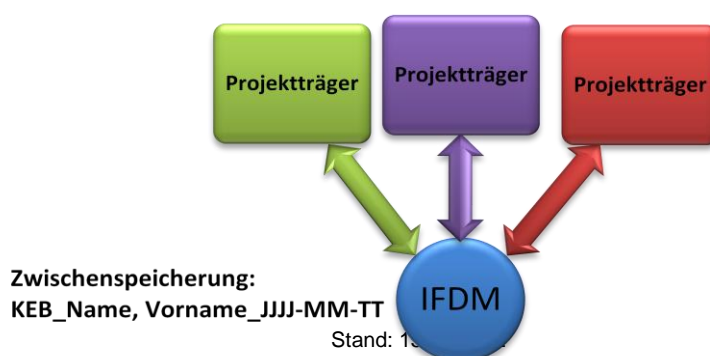 Projektträger
Projektträger
Projektträger
Zwischenspeicherung:
KEB_Name, Vorname_JJJJ-MM-TT
IFDM
Stand: